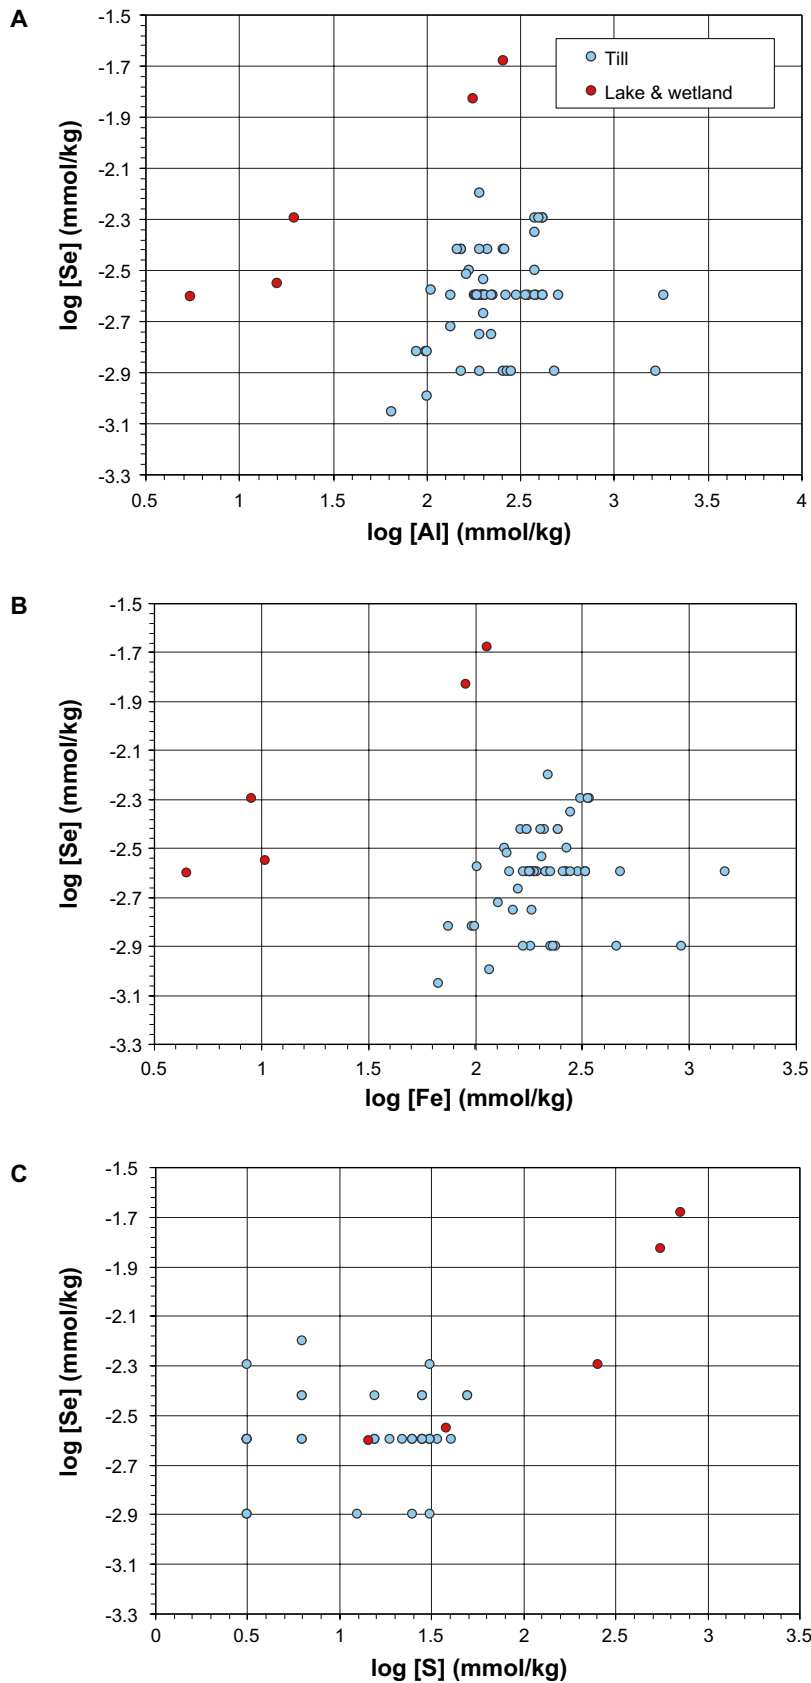 A
-1.5
-1.7
-1.9
-2.1
-2.3
-2.5
-2.7
-2.9
-3.1
-3.3
log [Se] (mmol/kg)
Till
Lake & wetland
0.5 1 1.5 2 2.5 3 3.5 4
log [Al] (mmol/kg)
B
-1.5
-1.7
-1.9
-2.1
-2.3
-2.5
-2.7
-2.9
-3.1
-3.3
log [Se] (mmol/kg)
0.5 1 1.5 2 2.5 3 3.5
log [Fe] (mmol/kg)
C
-1.5
-1.7
-1.9
-2.1
-2.3
-2.5
-2.7
-2.9
-3.1
-3.3
log [Se] (mmol/kg)
0 0.5 1 1.5 2 2.5 3 3.5
log [S] (mmol/kg)